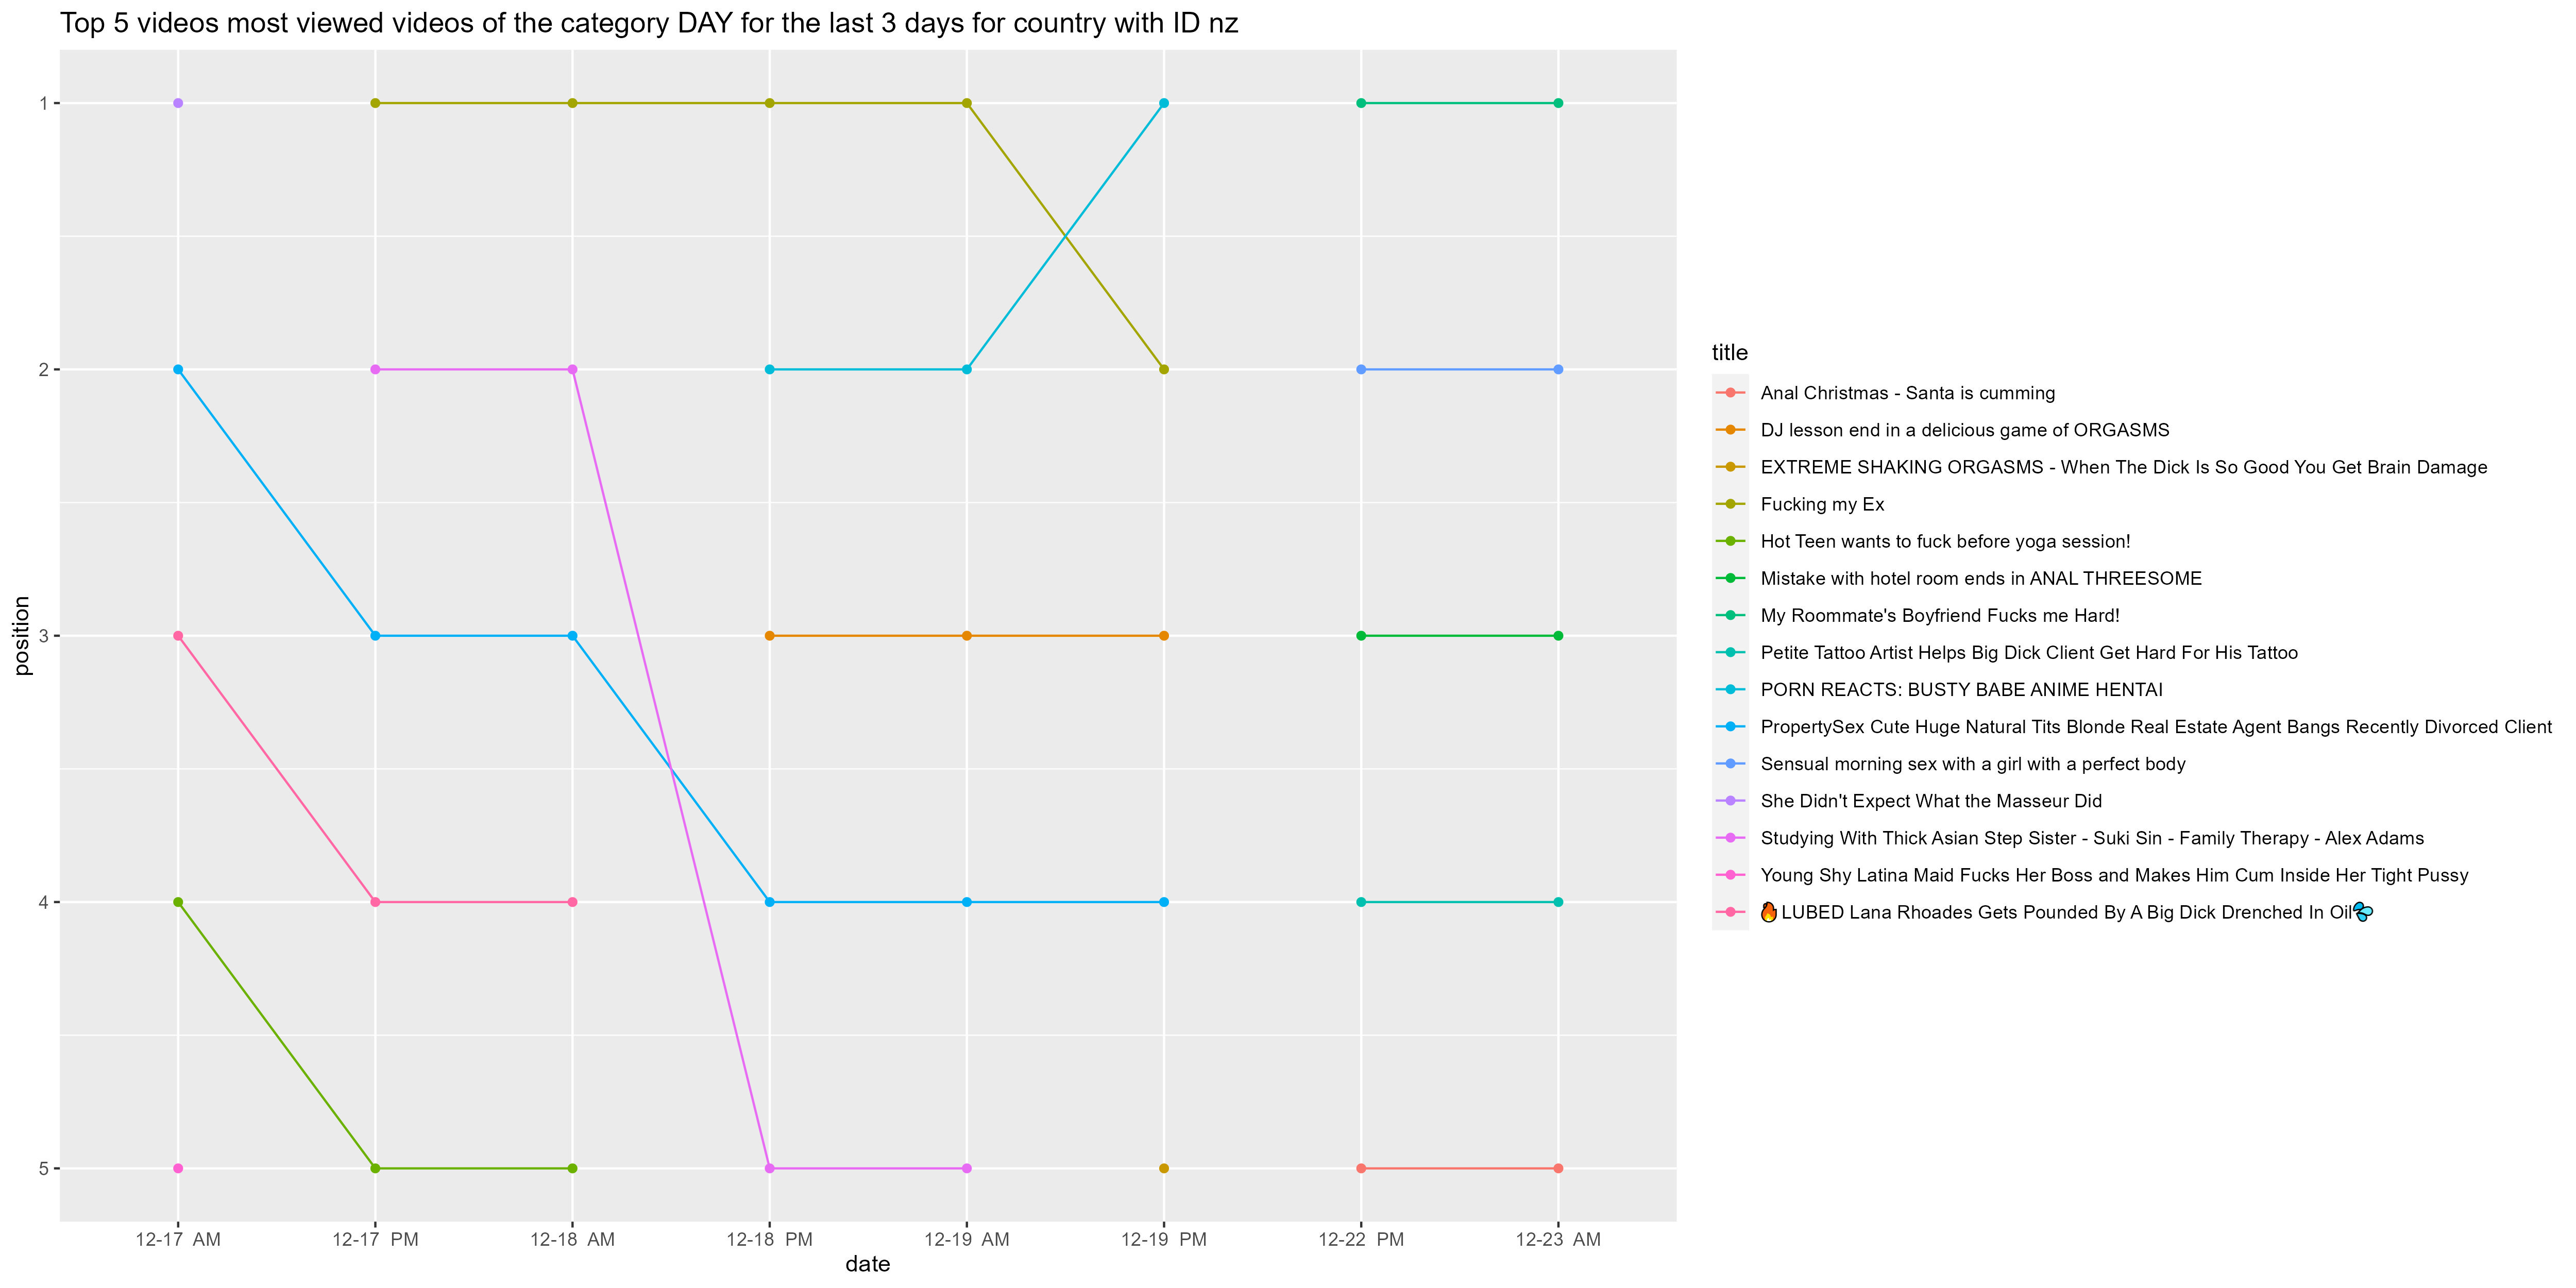 Top 5 videos most viewed videos of the category DAY for the last 3 days for country with ID nz
position
1
2
3
4
5
12-17 AM
12-17 PM
12-18 AM
12-18 PM
12-19 AM
12-19 PM
12-22 PM
12-23 AM
date
title
Anal Christmas - Santa is cumming
DJ lesson end in a delicious game of ORGASMS
EXTREME SHAKING ORGASMS - When The Dick Is So Good You Get Brain Damage
Fucking my Ex
Hot Teen wants to fuck before yoga session!
Mistake with hotel room ends in ANAL THREESOME
My Roommate's Boyfriend Fucks me Hard!
Petite Tattoo Artist Helps Big Dick Client Get Hard For His Tattoo
PORN REACTS: BUSTY BABE ANIME HENTAI
PropertySex Cute Huge Natural Tits Blonde Real Estate Agent Bangs Recently Divorced Client
Sensual morning sex with a girl with a perfect body
She Didn't Expect What the Masseur Did
Studying With Thick Asian Step Sister - Suki Sin - Family Therapy - Alex Adams
Young Shy Latina Maid Fucks Her Boss and Makes Him Cum Inside Her Tight Pussy
🔥LUBED Lana Rhoades Gets Pounded By A Big Dick Drenched In Oil💦